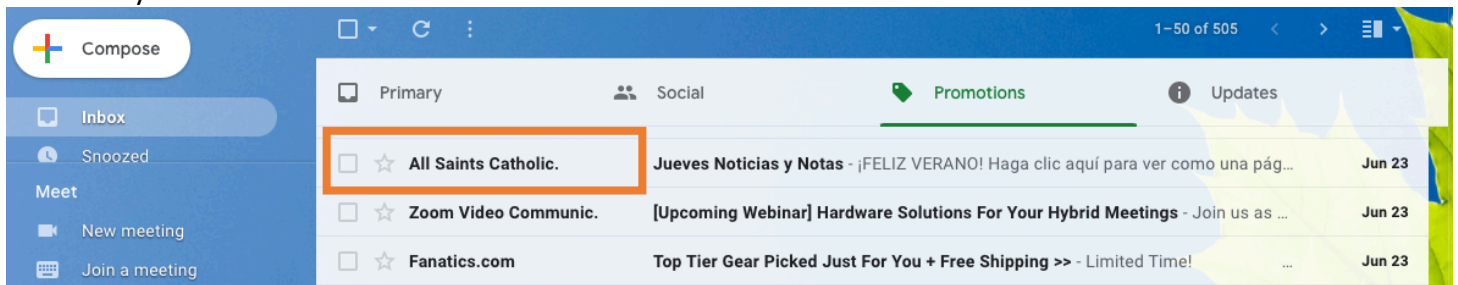 Compose
1–50 of 505
Primary Social Promotions Updates
Inbox
Snoozed
All Saints Catholic. Jueves Noticias y Notas - ¡FELIZ VERANO! Haga clic aquí para ver como una pág... Jun 23
Meet
Zoom Video Communic. [Upcoming Webinar] Hardware Solutions For Your Hybrid Meetings - Join us as ... Jun 23
New meeting
Fanatics.com Top Tier Gear Picked Just For You + Free Shipping >> - Limited Time! ... Jun 23
Join a meeting